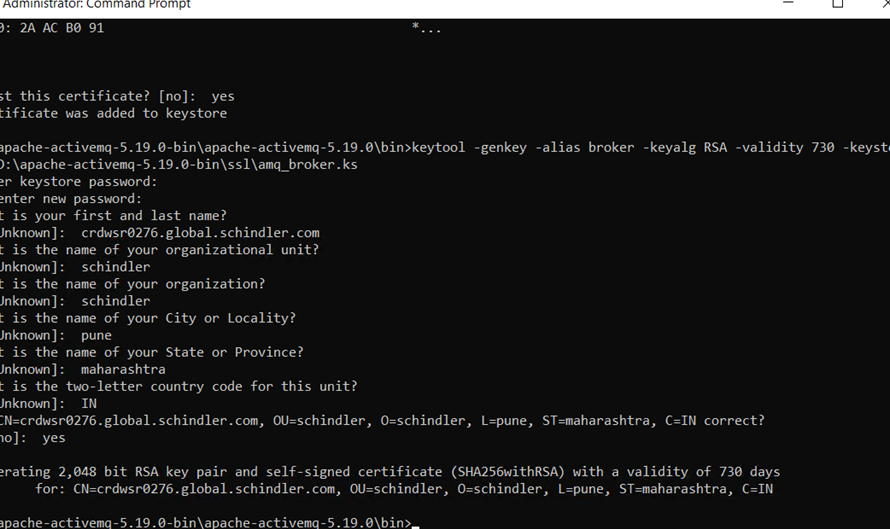 Administrator: Command Prompt
0: 2A AC B0 91 *...
st this certificate? [no]: yes
tificate was added to keystore
apache-activemq-5.19.0-bin\apache-activemq-5.19.0\bin>keytool -genkey -alias broker -keyalg RSA -validity 730 -keyst
D:\apache-activemq-5.19.0-bin\ssl\amq_broker.ks
er keystore password:
enter new password:
t is your first and last name?
Unknown]: crdwsr0276.global.schindler.com
t is the name of your organizational unit?
Unknown]: schindler
t is the name of your organization?
Unknown]: schindler
t is the name of your City or Locality?
Unknown]: pune
t is the name of your State or Province?
Unknown]: maharashtra
t is the two-letter country code for this unit?
Unknown]: IN
CN=crdwsr0276.global.schindler.com, OU=schindler, O=schindler, L=pune, ST=maharashtra, C=IN correct?
no]: yes
erating 2,048 bit RSA key pair and self-signed certificate (SHA256withRSA) with a validity of 730 days
for: CN=crdwsr0276.global.schindler.com, OU=schindler, O=schindler, L=pune, ST=maharashtra, C=IN
apache-activemq-5.19.0-bin\apache-activemq-5.19.0\bin>